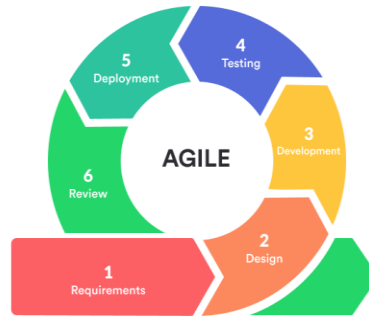 AGILE
1
Requirements
2
Design
3
Development
4
Testing
5
Deployment
6
Review